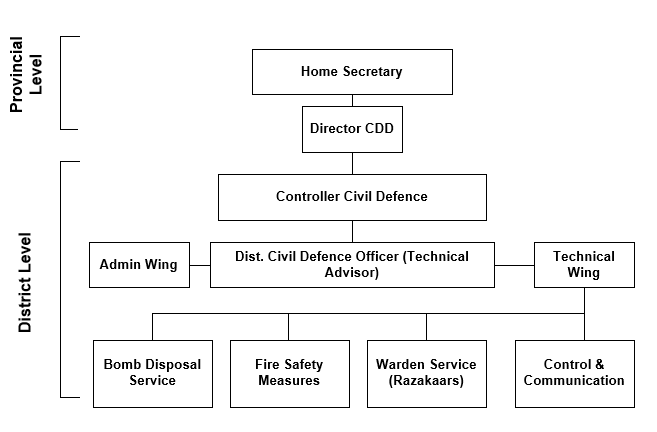 Provincial
Level
Home Secretary
Director CDD
District Level
Controller Civil Defence
Admin Wing
Dist. Civil Defence Officer (Technical
Advisor)
Technical
Wing
Bomb Disposal
Service
Fire Safety
Measures
Warden Service
(Razakaars)
Control &
Communication